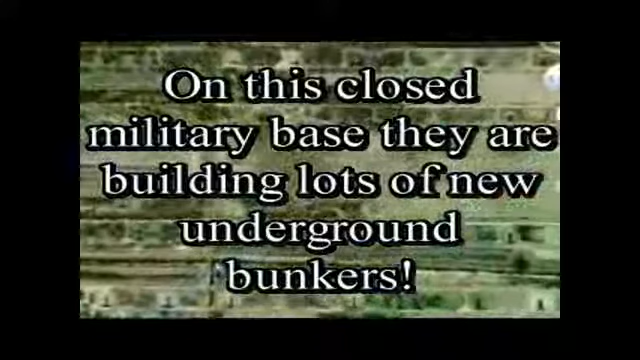 On this closed
military base they are
building lots of new
underground
bunkers!